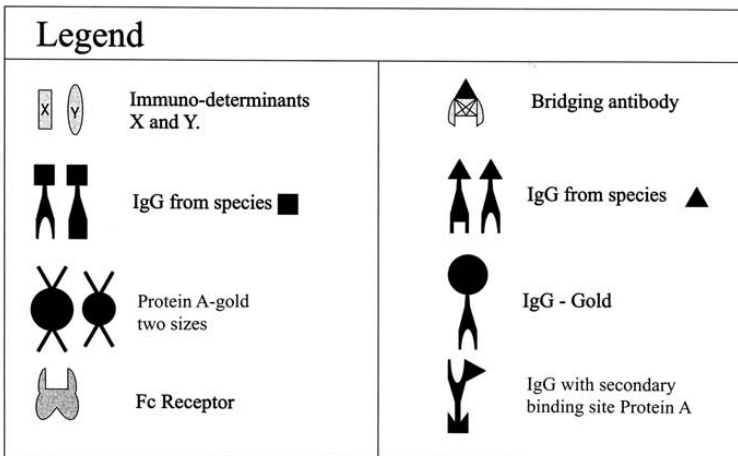 Legend
X Y
Immuno-determinants
X and Y.
IgG from species
Protein A-gold
two sizes
Fc Receptor
Bridging antibody
IgG from species
IgG - Gold
IgG with secondary
binding site Protein A